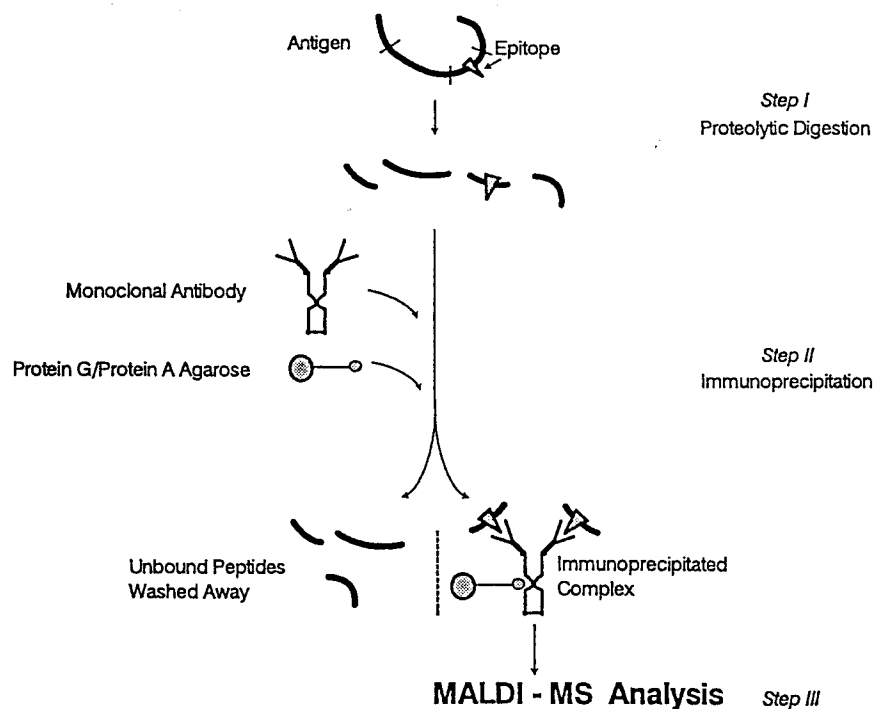 Antigen
Epitope
Step I
Proteolytic Digestion
Monoclonal Antibody
Protein G/Protein A Agarose
Step II
Immunoprecipitation
Unbound Peptides
Washed Away
Immunoprecipitated
Complex
MALDI - MS Analysis
Step III